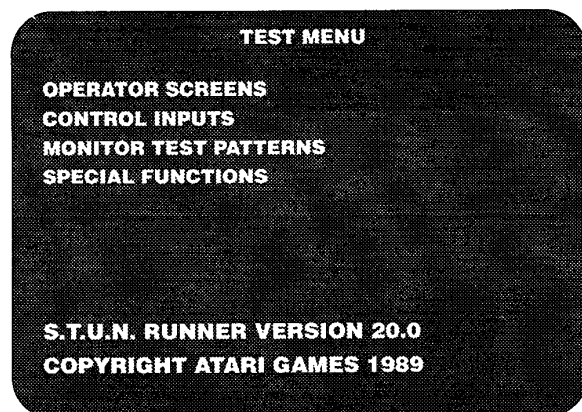 TEST MENU
OPERATOR SCREENS
CONTROL INPUTS
MONITOR TEST PATTERNS
SPECIAL FUNCTIONS
S.T.U.N. RUNNER VERSION 20.0
COPYRIGHT ATARI GAMES 1989